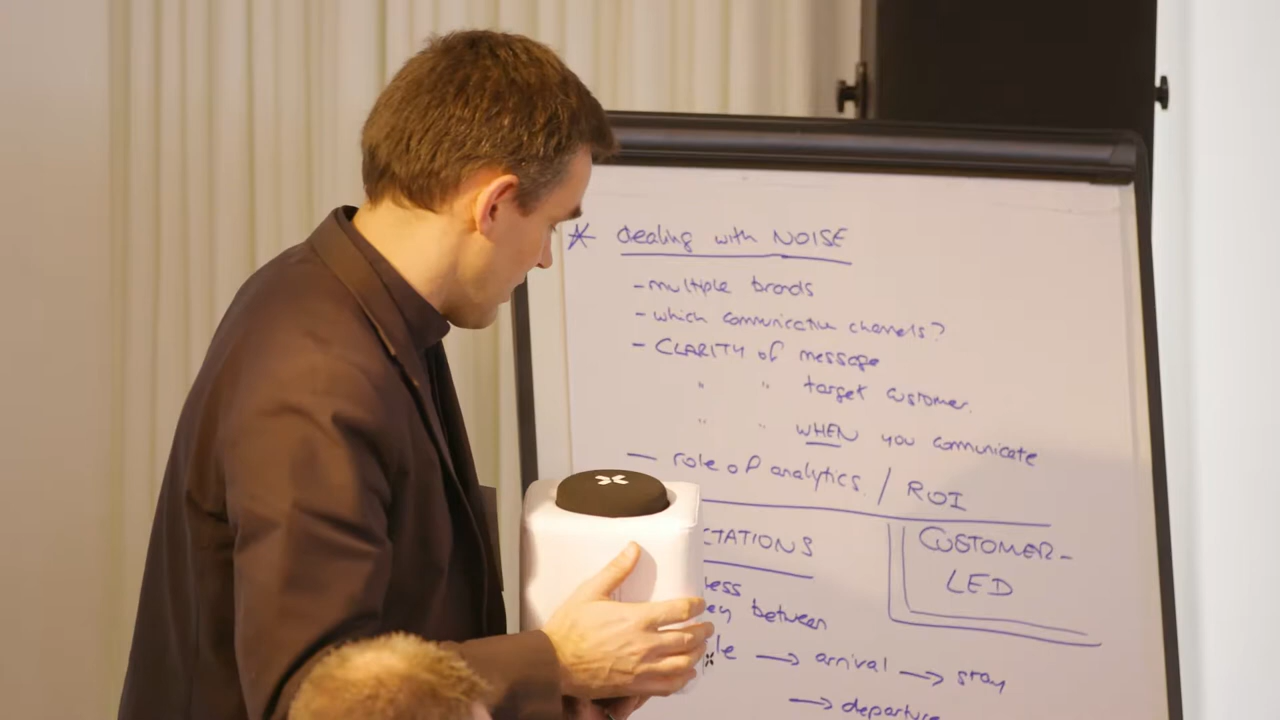 * dealing with NOISE
- multiple brands
- which communication channels?
- CLARITY of message
" " target customer.
" " WHEN you communicate
- role of analytics / ROI
CTATIONS
CUSTOMER-
LED
less
ey between
le → arrival → stay
→ departure